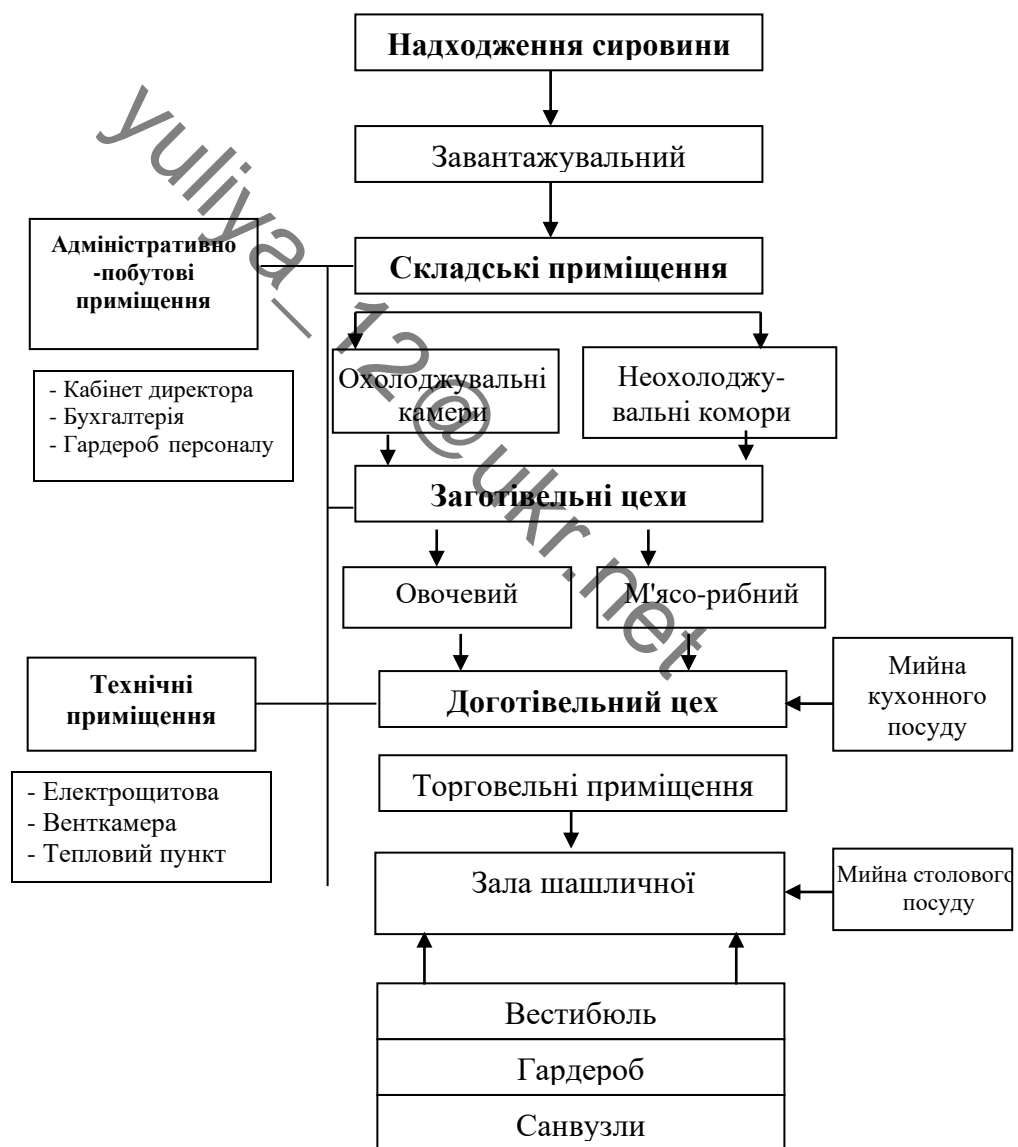 Надходження сировини
Завантажувальний
Адміністративно
-побутові
приміщення
Складські приміщення
- Кабінет директора
- Бухгалтерія
- Гардероб персоналу
Охолоджувальні
камери
Неохолоджу-
вальні комори
Заготівельні цехи
Овочевий
М'ясо-рибний
Технічні
приміщення
Доготівельний цех
Мийна
кухонного
посуду
- Електрощитова
- Венткамера
- Тепловий пункт
Торговельні приміщення
Зала шашличної
Мийна столового
посуду
Вестибюль
Гардероб
Санвузли
yuliya_12@ukr.net